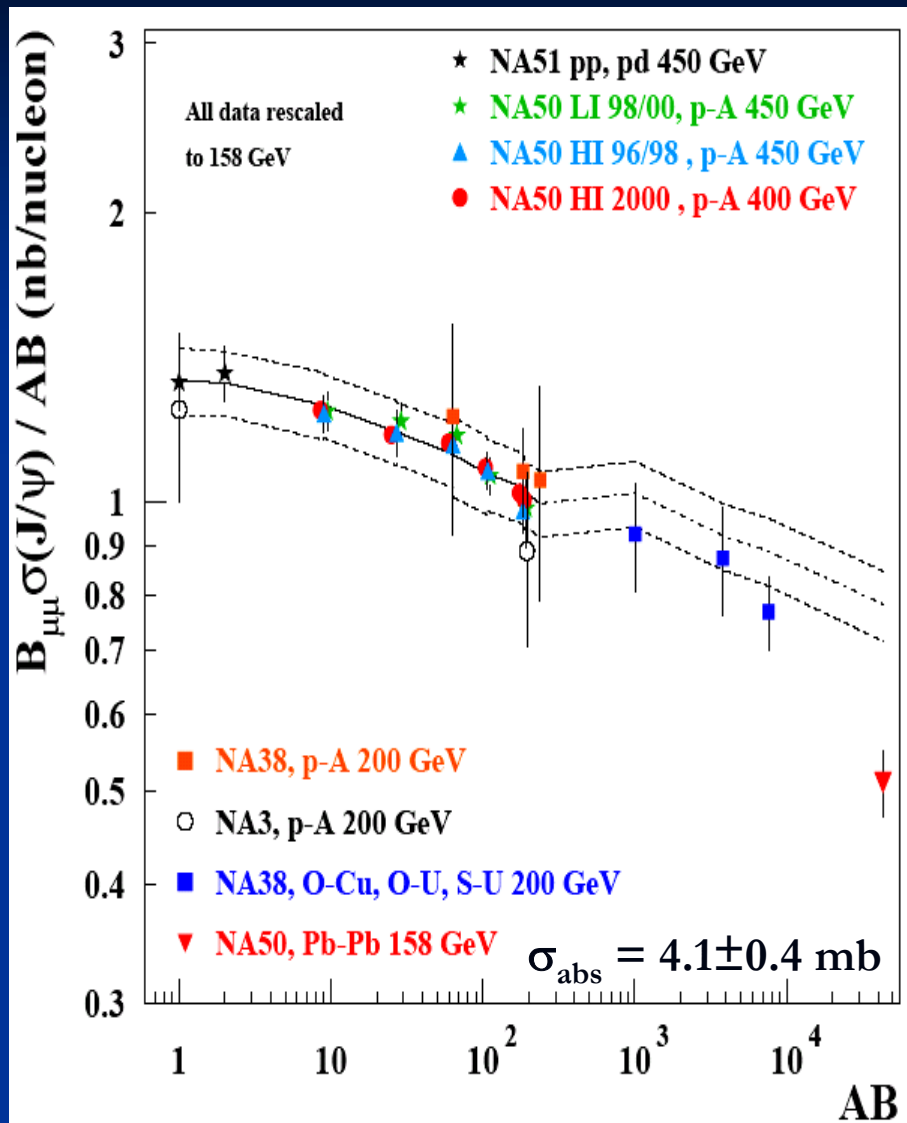 B_μμ σ(J/ψ) / AB (nb/nucleon)
3
2
1
0.9
0.8
0.7
0.6
0.5
0.4
0.3
All data rescaled
to 158 GeV
★ NA51 pp, pd 450 GeV
★ NA50 LI 98/00, p-A 450 GeV
▲ NA50 HI 96/98 , p-A 450 GeV
● NA50 HI 2000 , p-A 400 GeV
■ NA38, p-A 200 GeV
○ NA3, p-A 200 GeV
■ NA38, O-Cu, O-U, S-U 200 GeV
▼ NA50, Pb-Pb 158 GeV
σ_abs = 4.1±0.4 mb
1 10 10² 10³ 10⁴
AB